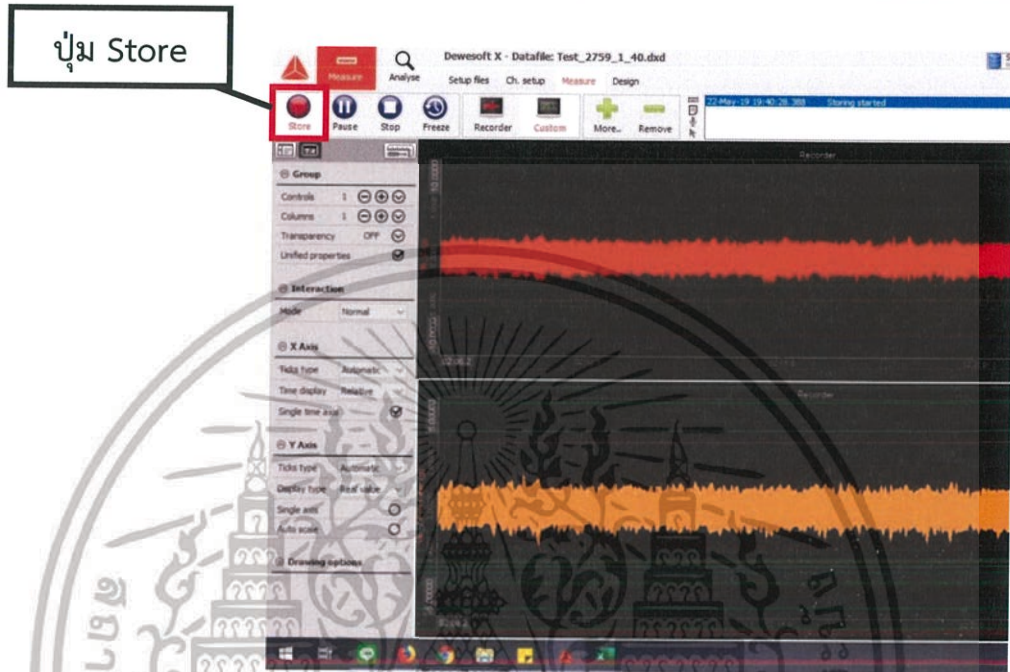 ปุ่ม Store
Dewesoft X - Datafile: Test_2759_1_40.dxd
Measure
Analyse
Setup files
Ch. setup
Measure
Design
Store
Pause
Stop
Freeze
Recorder
Custom
More...
Remove
22-May-19 19:40:28.388
Storing started
Recorder
Group
Controls 1
Columns 1
Transparency OFF
Unified properties
Interaction
Mode Normal
X Axis
Ticks type Automatic
Time display Relative
Single time axis
Y Axis
Ticks type Automatic
Display type Real value
Single axis
Auto scale
Drawing options
Recorder